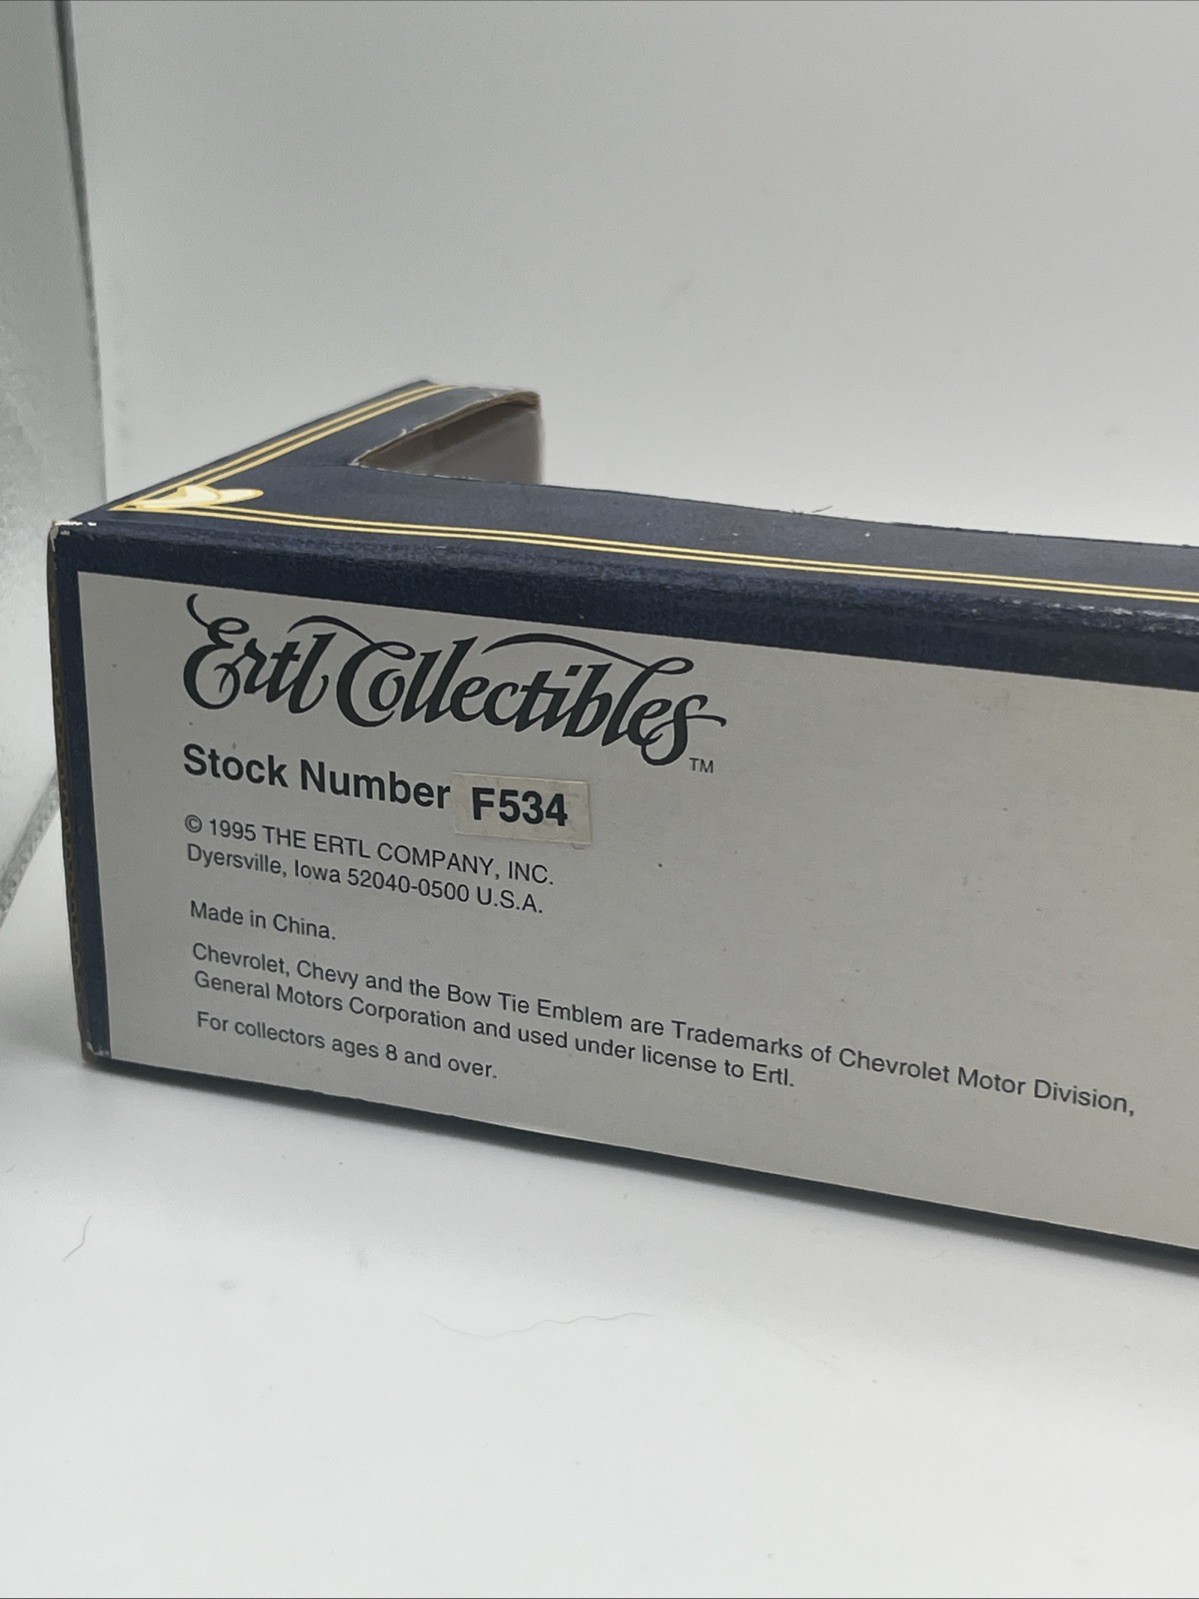 Ertl Collectibles™
Stock Number F534
© 1995 THE ERTL COMPANY, INC.
Dyersville, Iowa 52040-0500 U.S.A.
Made in China.
Chevrolet, Chevy and the Bow Tie Emblem are Trademarks of Chevrolet Motor Division,
General Motors Corporation and used under license to Ertl.
For collectors ages 8 and over.